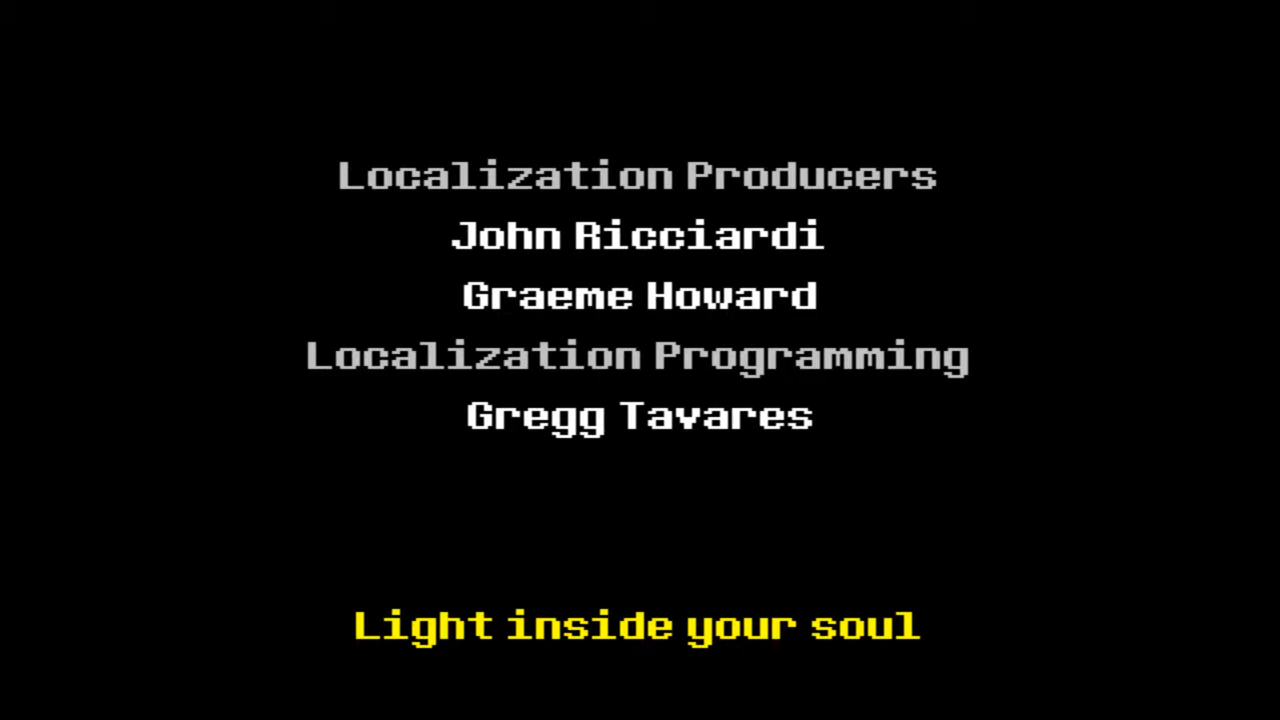 Localization Producers
John Ricciardi
Graeme Howard
Localization Programming
Gregg Tavares
Light inside your soul